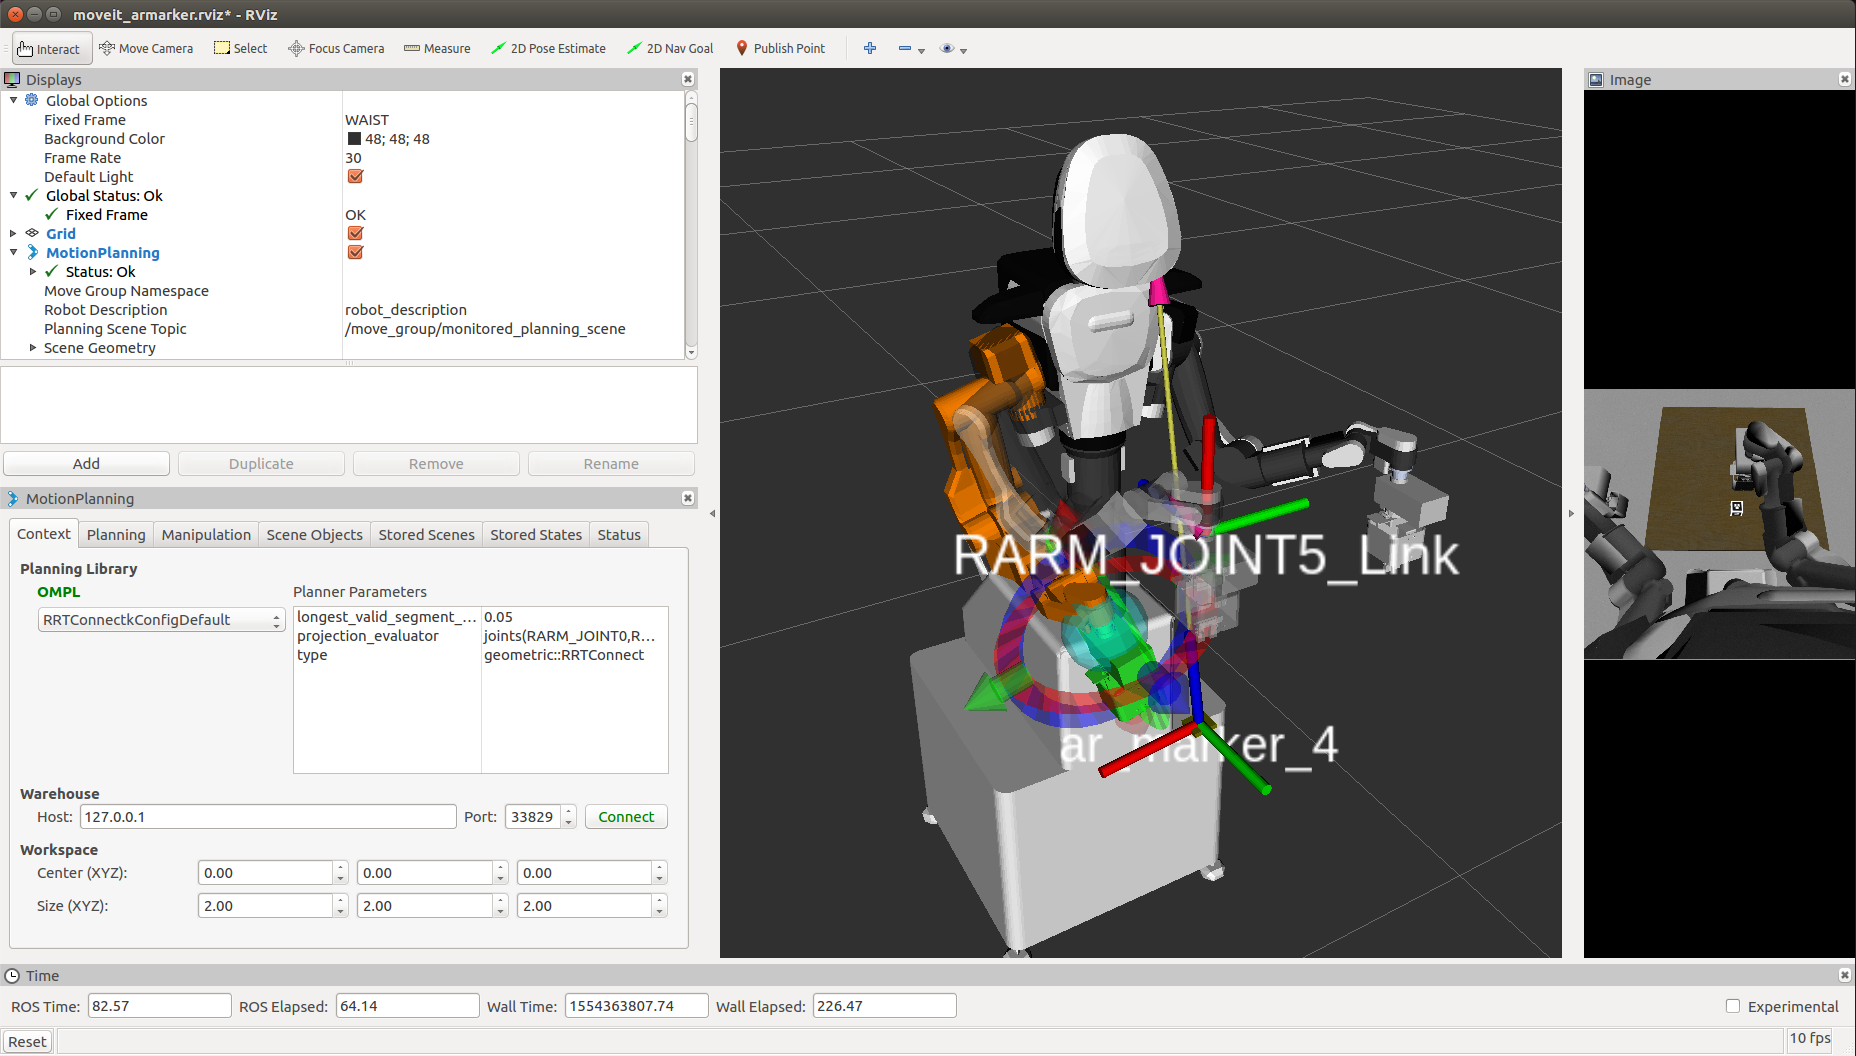 moveit_armarker.rviz* - RViz
Interact Move Camera Select Focus Camera Measure 2D Pose Estimate 2D Nav Goal Publish Point
Displays
Global Options
Fixed Frame WAIST
Background Color 48; 48; 48
Frame Rate 30
Default Light
Global Status: Ok
Fixed Frame OK
Grid
MotionPlanning
Status: Ok
Move Group Namespace
Robot Description robot_description
Planning Scene Topic /move_group/monitored_planning_scene
Scene Geometry
Add Duplicate Remove Rename
MotionPlanning
Context Planning Manipulation Scene Objects Stored Scenes Stored States Status
Planning Library
OMPL Planner Parameters
RRTConnectkConfigDefault
longest_valid_segment_... 0.05
projection_evaluator joints(RARM_JOINT0,R...
type geometric::RRTConnect
Warehouse
Host: 127.0.0.1 Port: 33829 Connect
Workspace
Center (XYZ): 0.00 0.00 0.00
Size (XYZ): 2.00 2.00 2.00
RARM_JOINT5_Link
ar_marker_4
Image
Time
ROS Time: 82.57 ROS Elapsed: 64.14 Wall Time: 1554363807.74 Wall Elapsed: 226.47 Experimental
Reset 10 fps